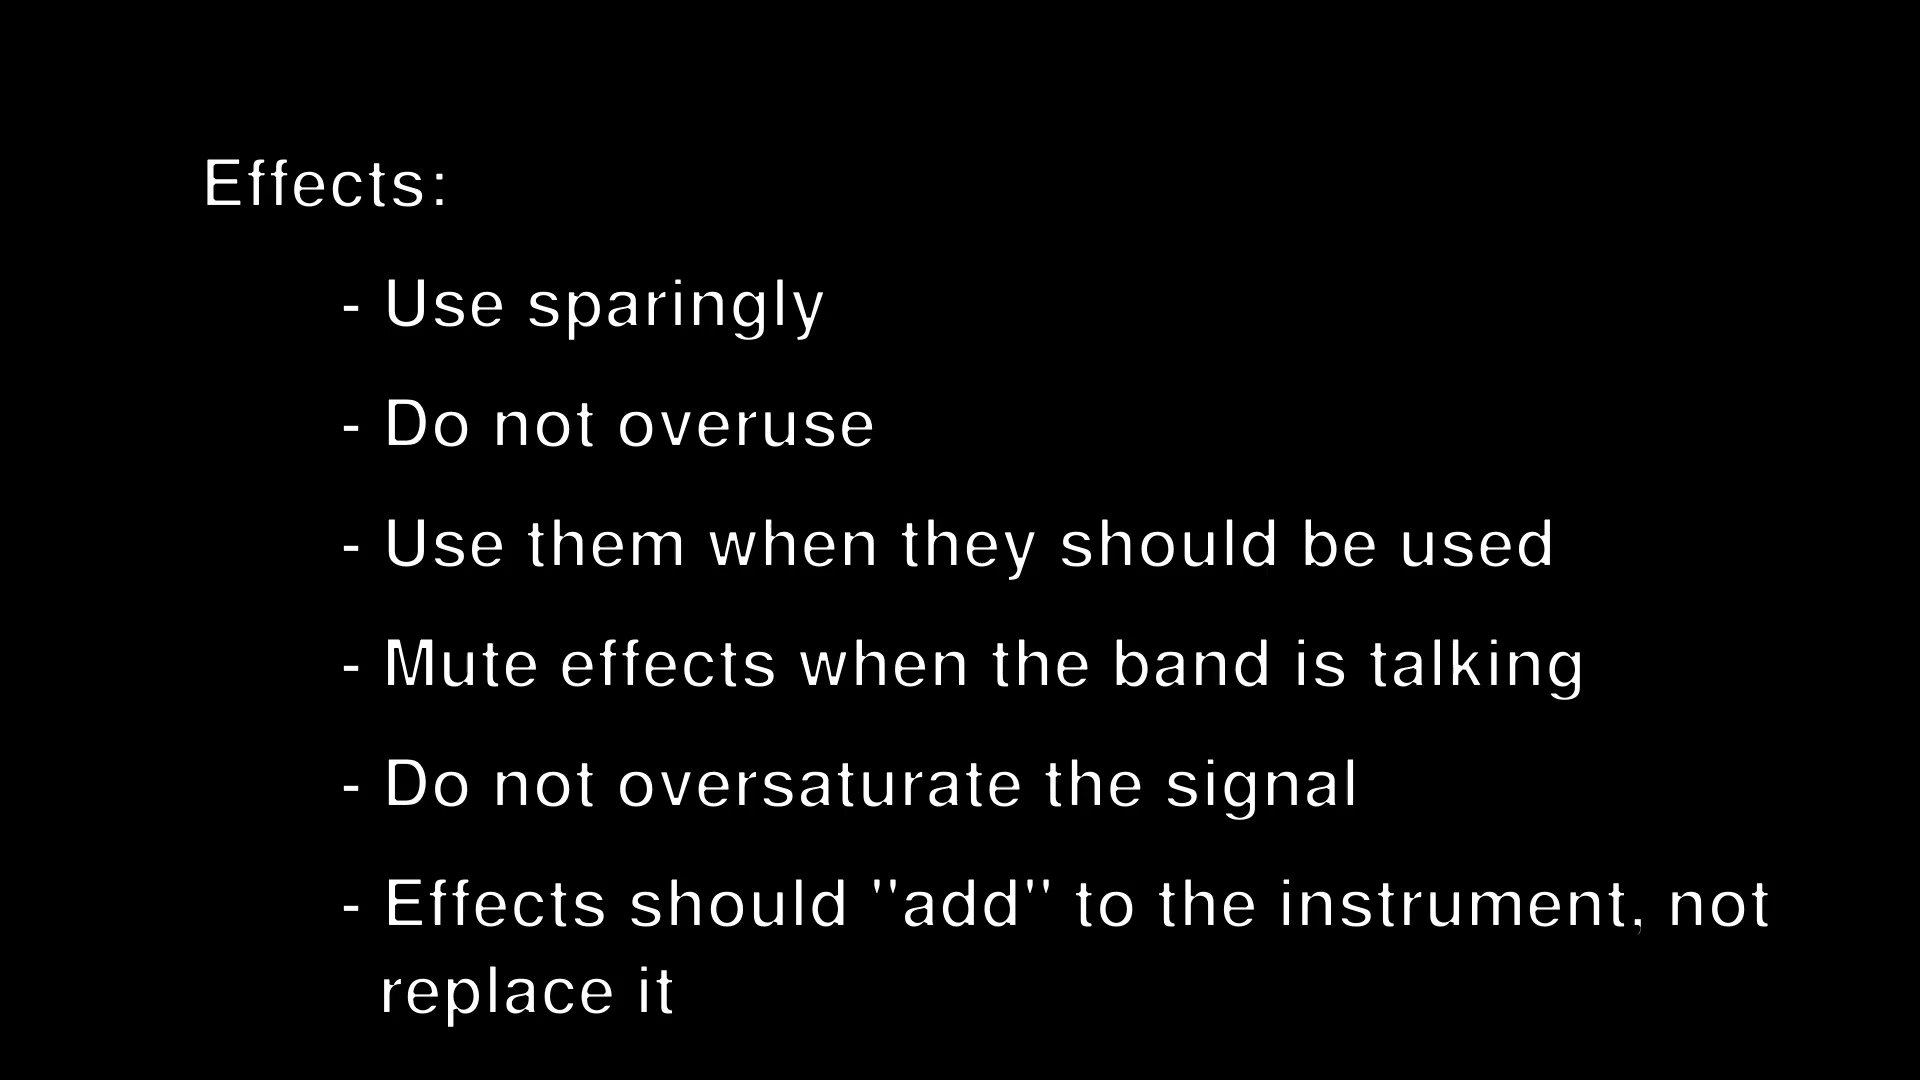 Effects:
- Use sparingly
- Do not overuse
- Use them when they should be used
- Mute effects when the band is talking
- Do not oversaturate the signal
- Effects should "add" to the instrument, not
replace it